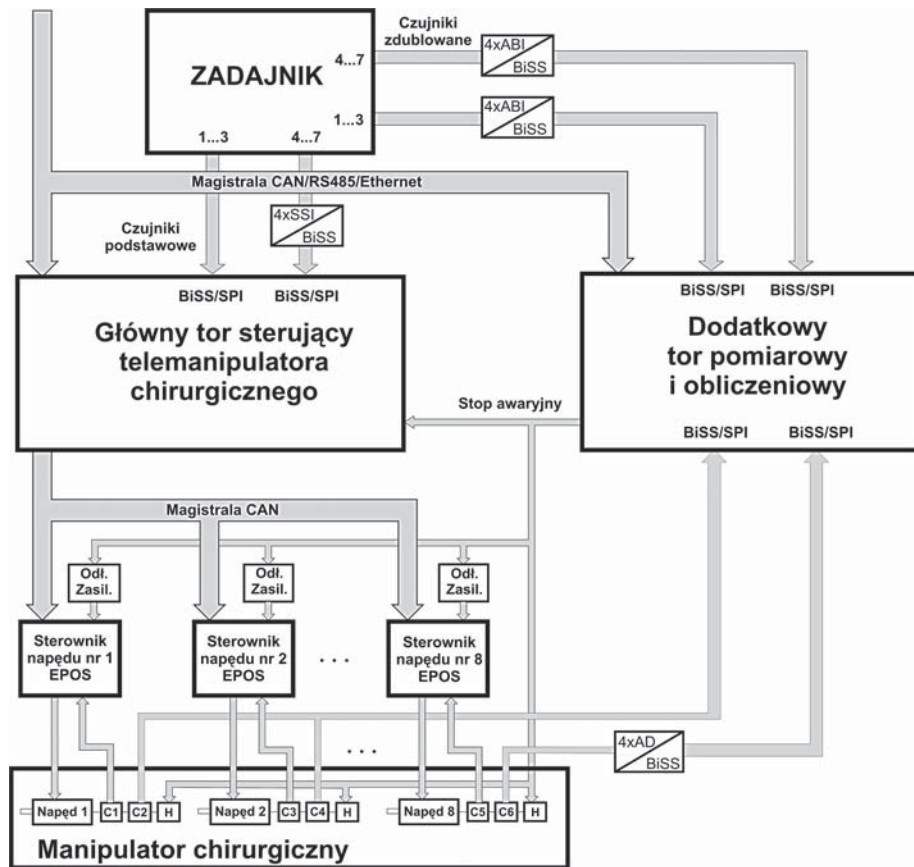 Czujniki
zdublowane
4...7
4xABI
BiSS
ZADAJNIK
1...3
4xABI
BiSS
1...3
4...7
Magistrala CAN/RS485/Ethernet
4xSSI
BiSS
Czujniki
podstawowe
BiSS/SPI
BiSS/SPI
BiSS/SPI
BiSS/SPI
Główny tor sterujący
telemanipulatora
chirurgicznego
Dodatkowy
tor pomiarowy
i obliczeniowy
Stop awaryjny
BiSS/SPI
BiSS/SPI
Magistrala CAN
Odł.
Zasil.
Odł.
Zasil.
Odł.
Zasil.
Sterownik
napędu nr 1
EPOS
Sterownik
napędu nr 2
EPOS
. . .
Sterownik
napędu nr 8
EPOS
. . .
4xAD
BiSS
Napęd 1
C1
C2
H
Napęd 2
C3
C4
H
Napęd 8
C5
C6
H
Manipulator chirurgiczny